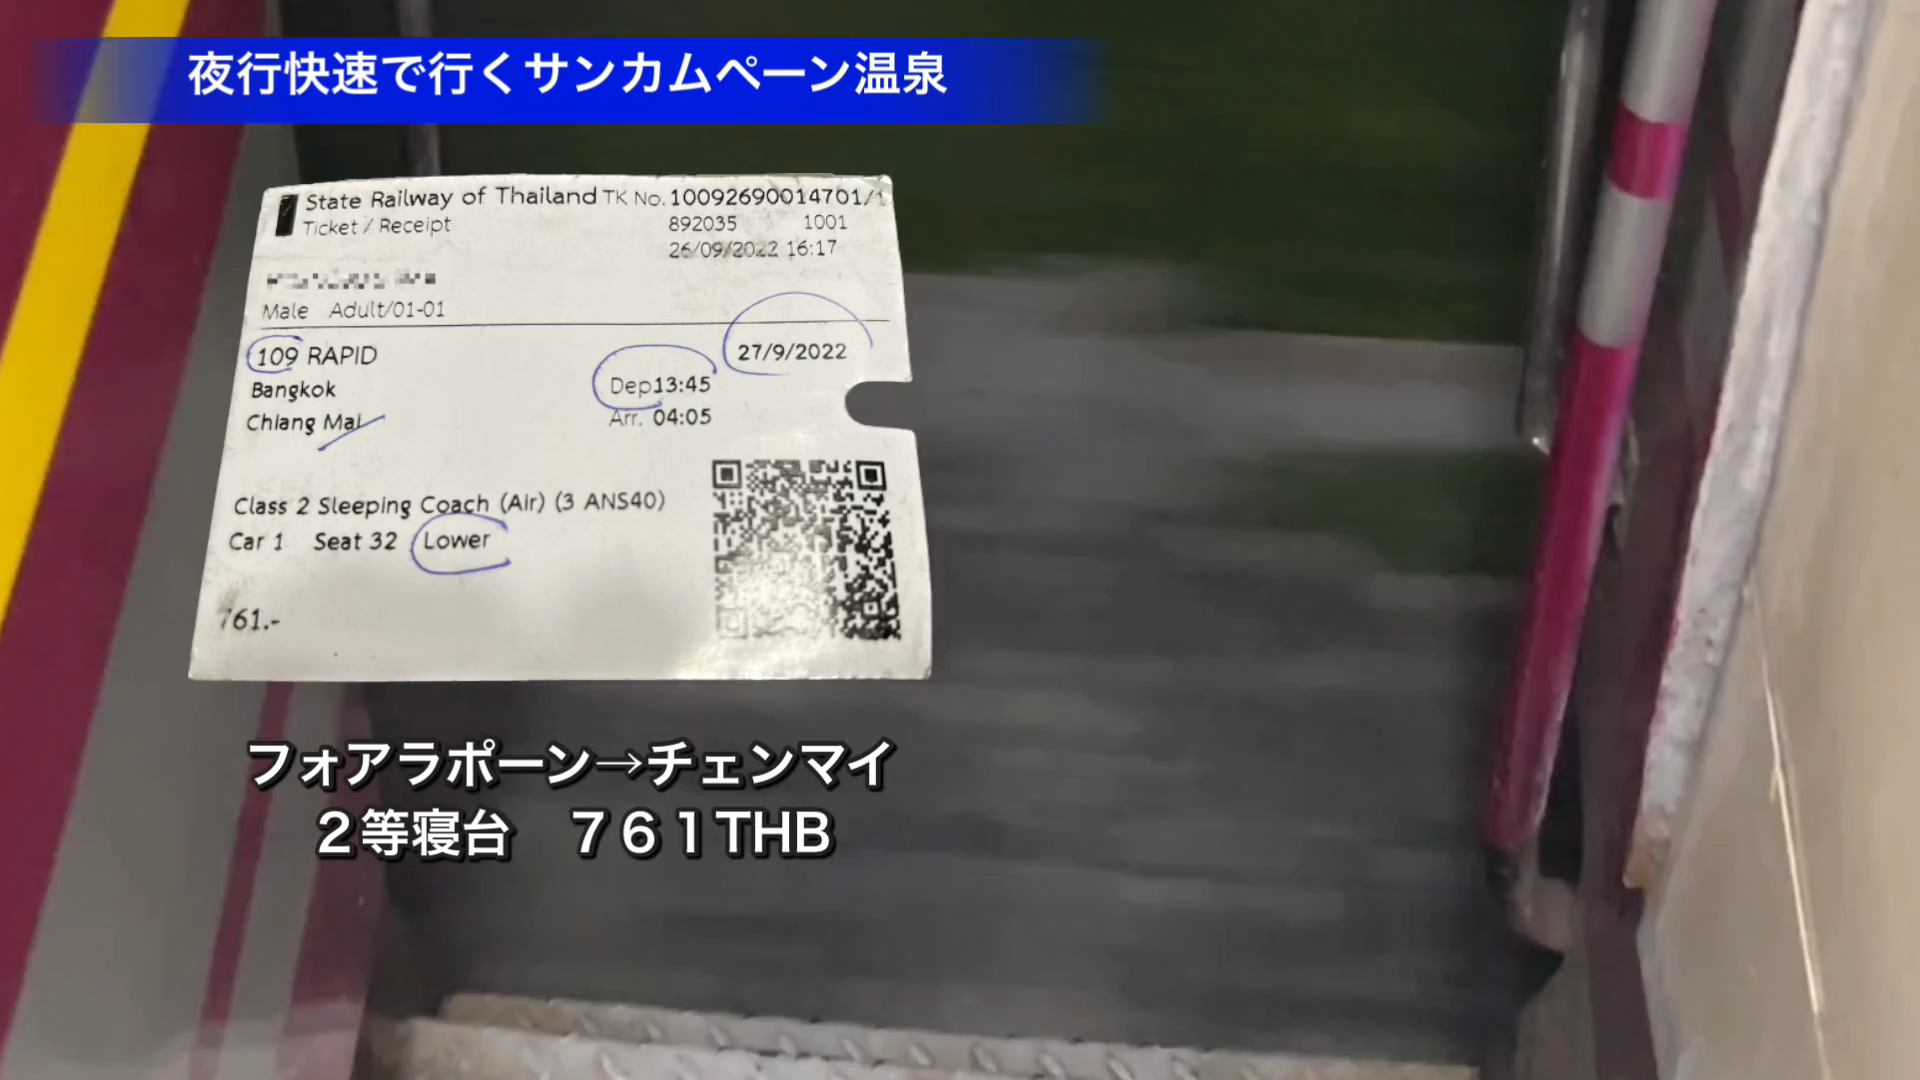 夜行快速で行くサンカムペーン温泉
State Railway of Thailand TK No. 10092690014701/1
Ticket / Receipt 892035 1001
26/09/2022 16:17
Male Adult/01-01
109 RAPID 27/9/2022
Bangkok Dep13:45
Chiang Mai Arr. 04:05
Class 2 Sleeping Coach (Air) (3 ANS40)
Car 1 Seat 32 Lower
761.-
フォアラポーン→チェンマイ
２等寝台　７６１THB